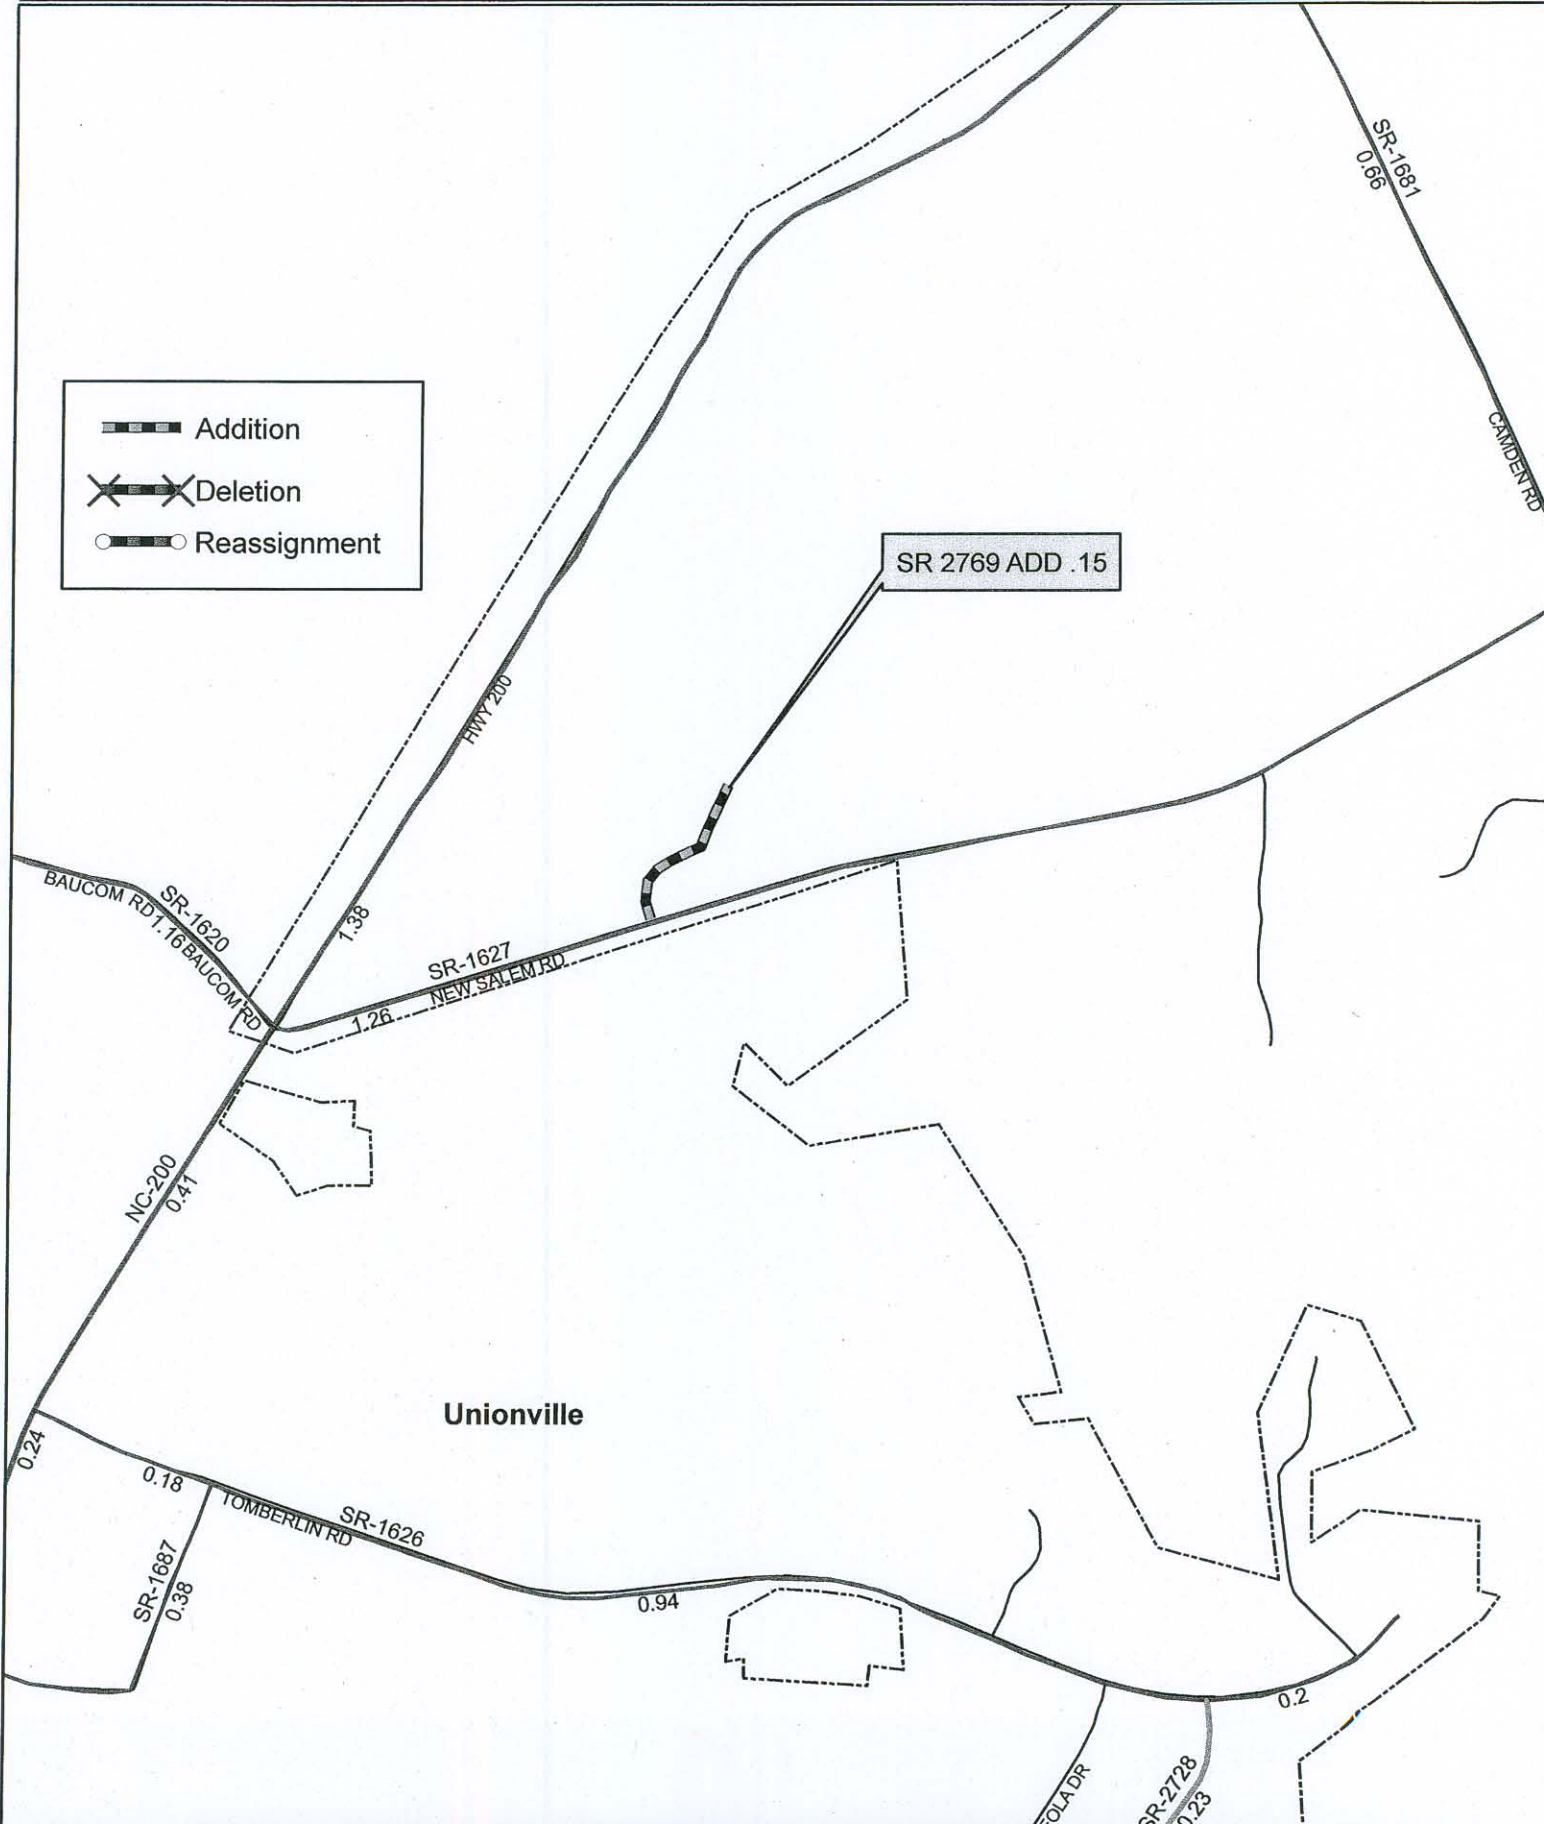 SR-1681
0.66
CAMDEN RD
Addition
Deletion
Reassignment
SR 2769 ADD .15
HWY 200
BAUCOM RD
1.16
SR-1620
BAUCOM RD
1.38
SR-1627
NEW SALEM RD
1.26
NC-200
0.41
Unionville
0.24
0.18
TOMBERLIN RD
SR-1626
SR-1687
0.38
0.94
0.2
EOLA DR
SR-2728
0.23